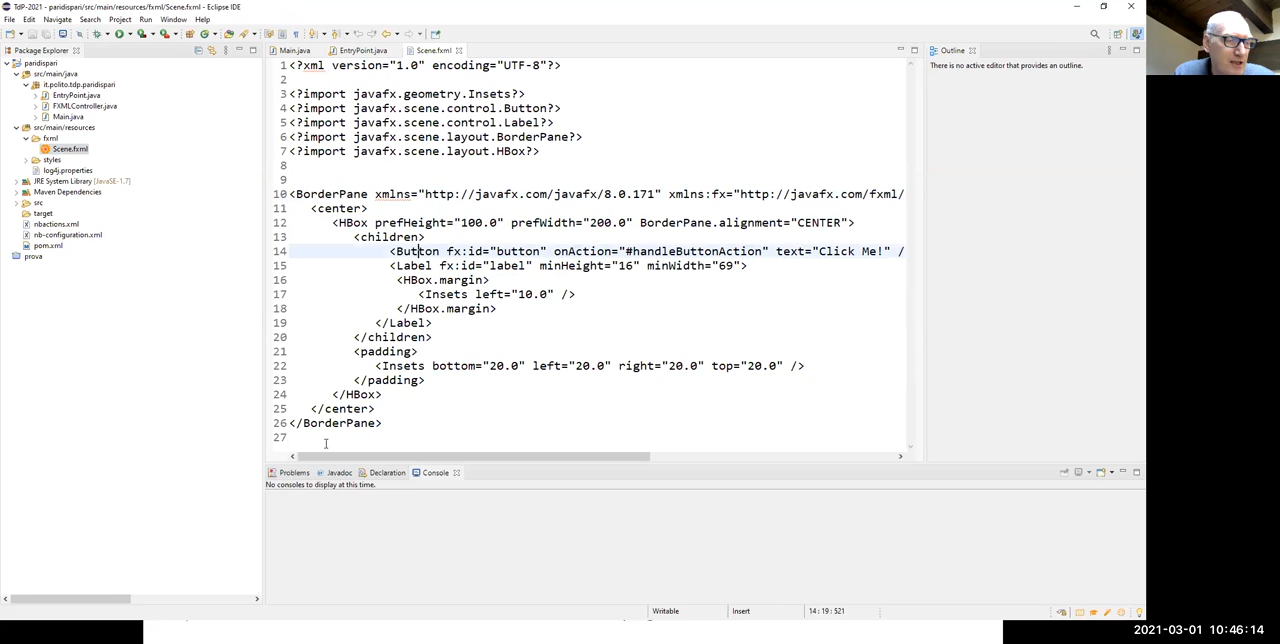 TdP-2021 - paridispari/src/main/resources/fxml/Scene.fxml - Eclipse IDE
File Edit Navigate Search Project Run Window Help
Package Explorer
paridispari
src/main/java
it.polito.tdp.paridispari
EntryPoint.java
FXMLController.java
Main.java
src/main/resources
fxml
Scene.fxml
styles
log4j.properties
JRE System Library [JavaSE-1.7]
Maven Dependencies
src
target
nbactions.xml
nb-configuration.xml
pom.xml
prova
Main.java EntryPoint.java Scene.fxml
1 <?xml version="1.0" encoding="UTF-8"?>
2
3 <?import javafx.geometry.Insets?>
4 <?import javafx.scene.control.Button?>
5 <?import javafx.scene.control.Label?>
6 <?import javafx.scene.layout.BorderPane?>
7 <?import javafx.scene.layout.HBox?>
8
9
10 <BorderPane xmlns="http://javafx.com/javafx/8.0.171" xmlns:fx="http://javafx.com/fxml/
11 <center>
12 <HBox prefHeight="100.0" prefWidth="200.0" BorderPane.alignment="CENTER">
13 <children>
14 <Button fx:id="button" onAction="#handleButtonAction" text="Click Me!" /
15 <Label fx:id="label" minHeight="16" minWidth="69">
16 <HBox.margin>
17 <Insets left="10.0" />
18 </HBox.margin>
19 </Label>
20 </children>
21 <padding>
22 <Insets bottom="20.0" left="20.0" right="20.0" top="20.0" />
23 </padding>
24 </HBox>
25 </center>
26 </BorderPane>
27
Outline
There is no active editor that provides an outline.
Problems Javadoc Declaration Console
No consoles to display at this time.
Writable Insert 14 : 19 : 521
2021-03-01 10:46:14